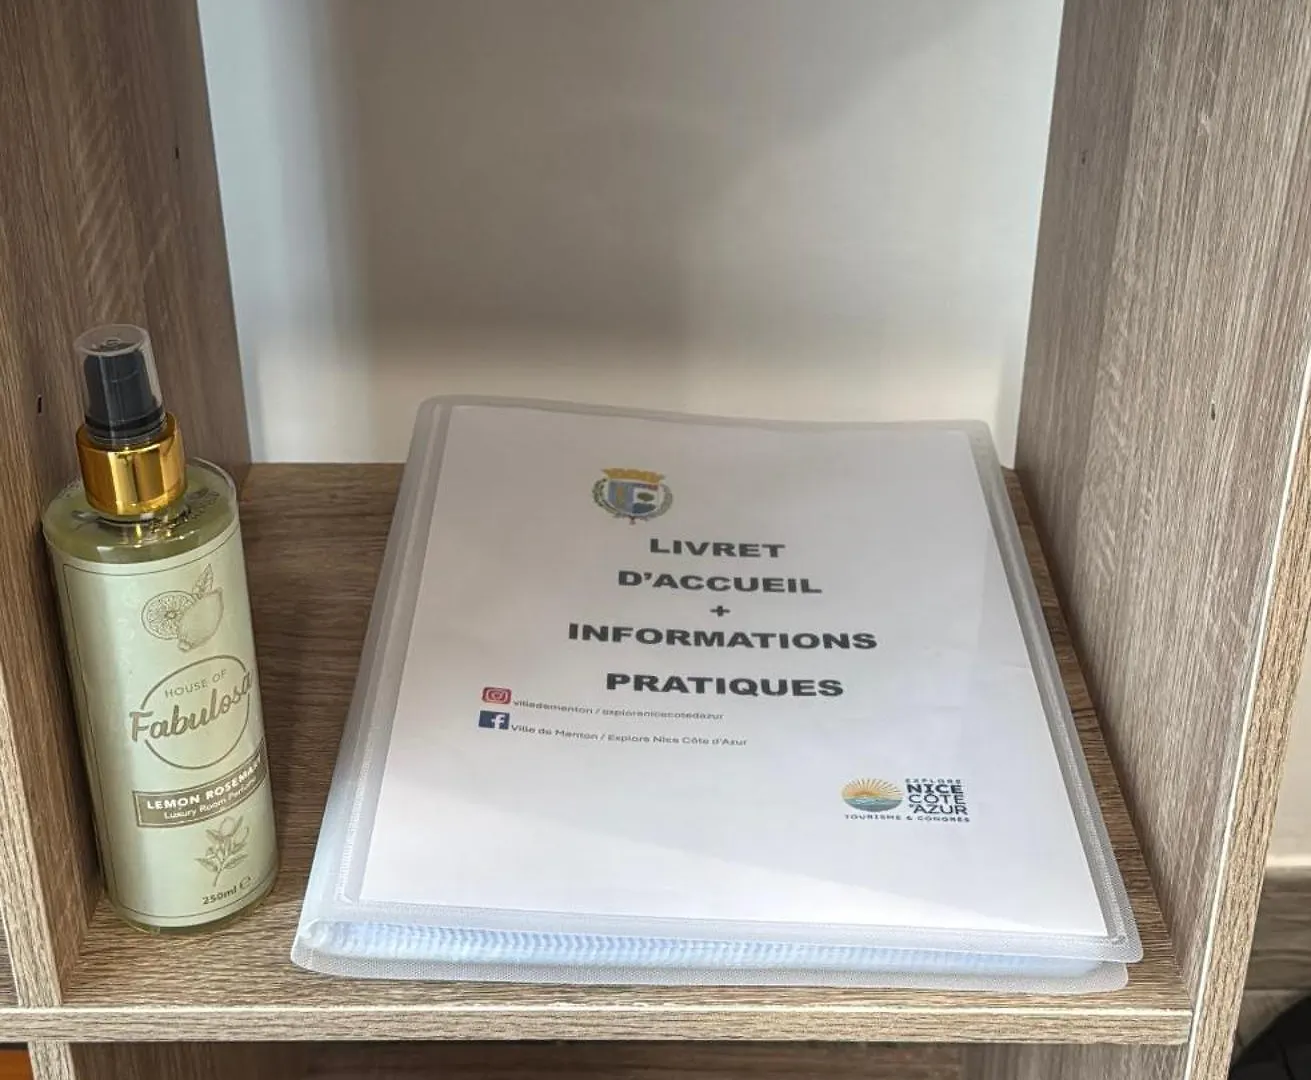 HOUSE OF
Fabulosa
LEMON ROSEMARY
Luxury Room
250ml ℮
LIVRET
D'ACCUEIL
+
INFORMATIONS
PRATIQUES
villedementon / explorenicecotedazur
Ville de Menton / Explore Nice Côte d'Azur
EXPLORE
NICE
CÔTE
D'AZUR
TOURISME & CONGRÈS